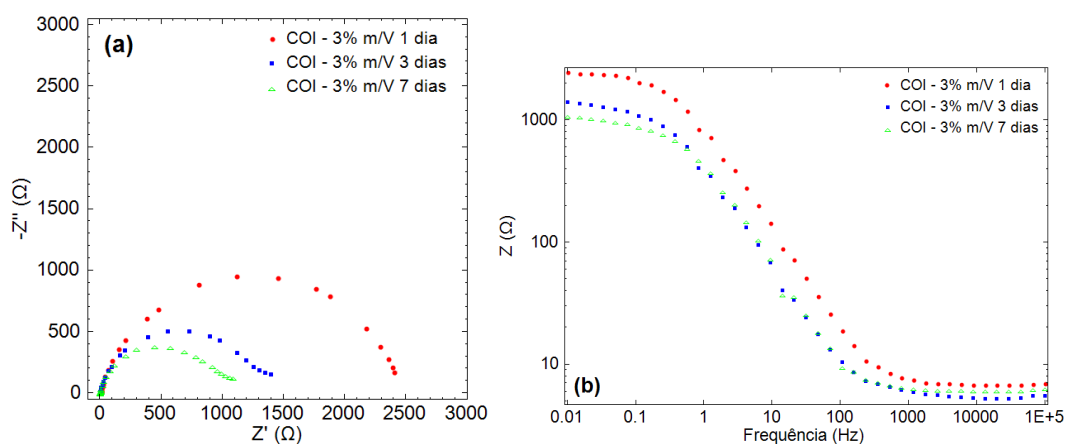 (a)
COI - 3% m/V 1 dia
COI - 3% m/V 3 dias
COI - 3% m/V 7 dias
-Z'' (Ω)
3000
2500
2000
1500
1000
500
0
0 500 1000 1500 2000 2500 3000
Z' (Ω)
COI - 3% m/V 1 dia
COI - 3% m/V 3 dias
COI - 3% m/V 7 dias
Z (Ω)
1000
100
10
(b)
0.01 0.1 1 10 100 1000 10000 1E+5
Frequência (Hz)